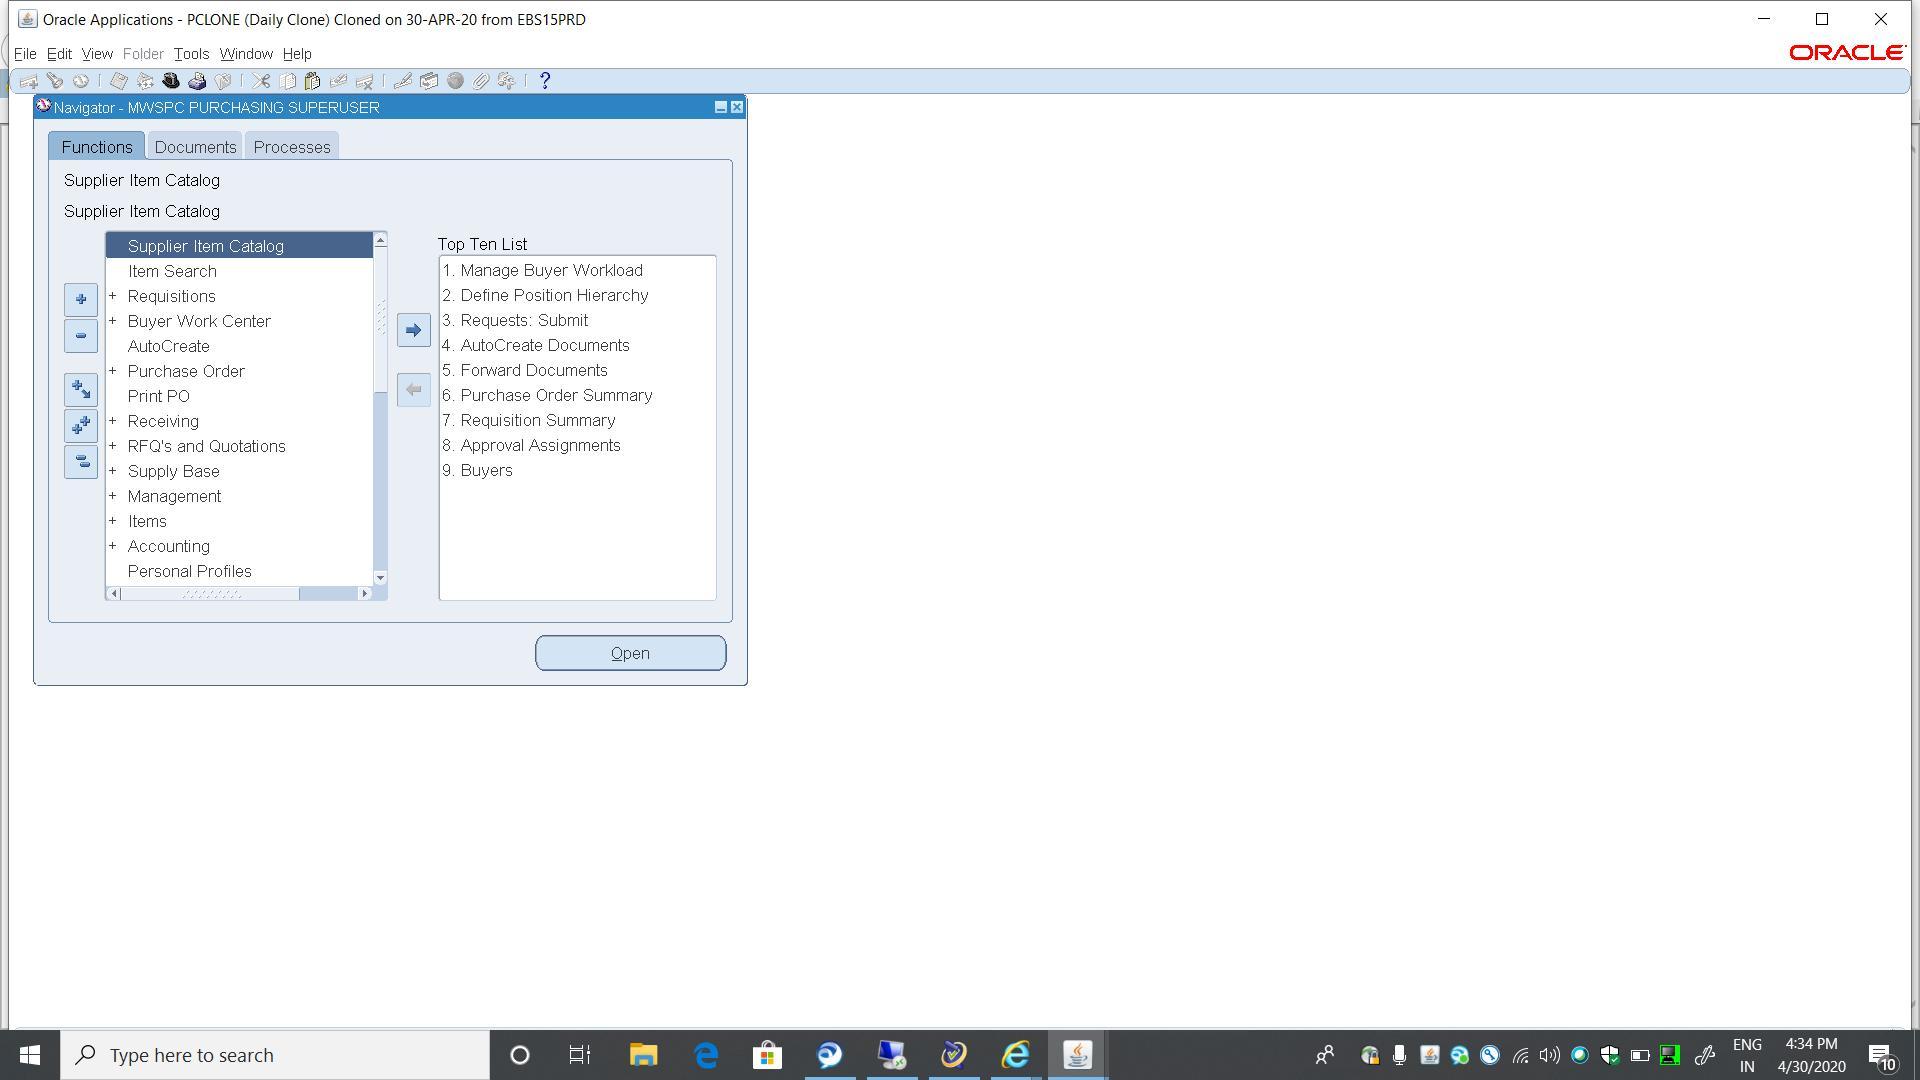 Oracle Applications - PCLONE (Daily Clone) Cloned on 30-APR-20 from EBS15PRD
File Edit View Folder Tools Window Help
ORACLE
Navigator - MWSPC PURCHASING SUPERUSER
Functions Documents Processes
Supplier Item Catalog
Supplier Item Catalog
Supplier Item Catalog
Item Search
+ Requisitions
+ Buyer Work Center
AutoCreate
+ Purchase Order
Print PO
+ Receiving
+ RFQ's and Quotations
+ Supply Base
+ Management
+ Items
+ Accounting
Personal Profiles
Top Ten List
1. Manage Buyer Workload
2. Define Position Hierarchy
3. Requests: Submit
4. AutoCreate Documents
5. Forward Documents
6. Purchase Order Summary
7. Requisition Summary
8. Approval Assignments
9. Buyers
Open
Type here to search
ENG
IN
4:34 PM
4/30/2020
10